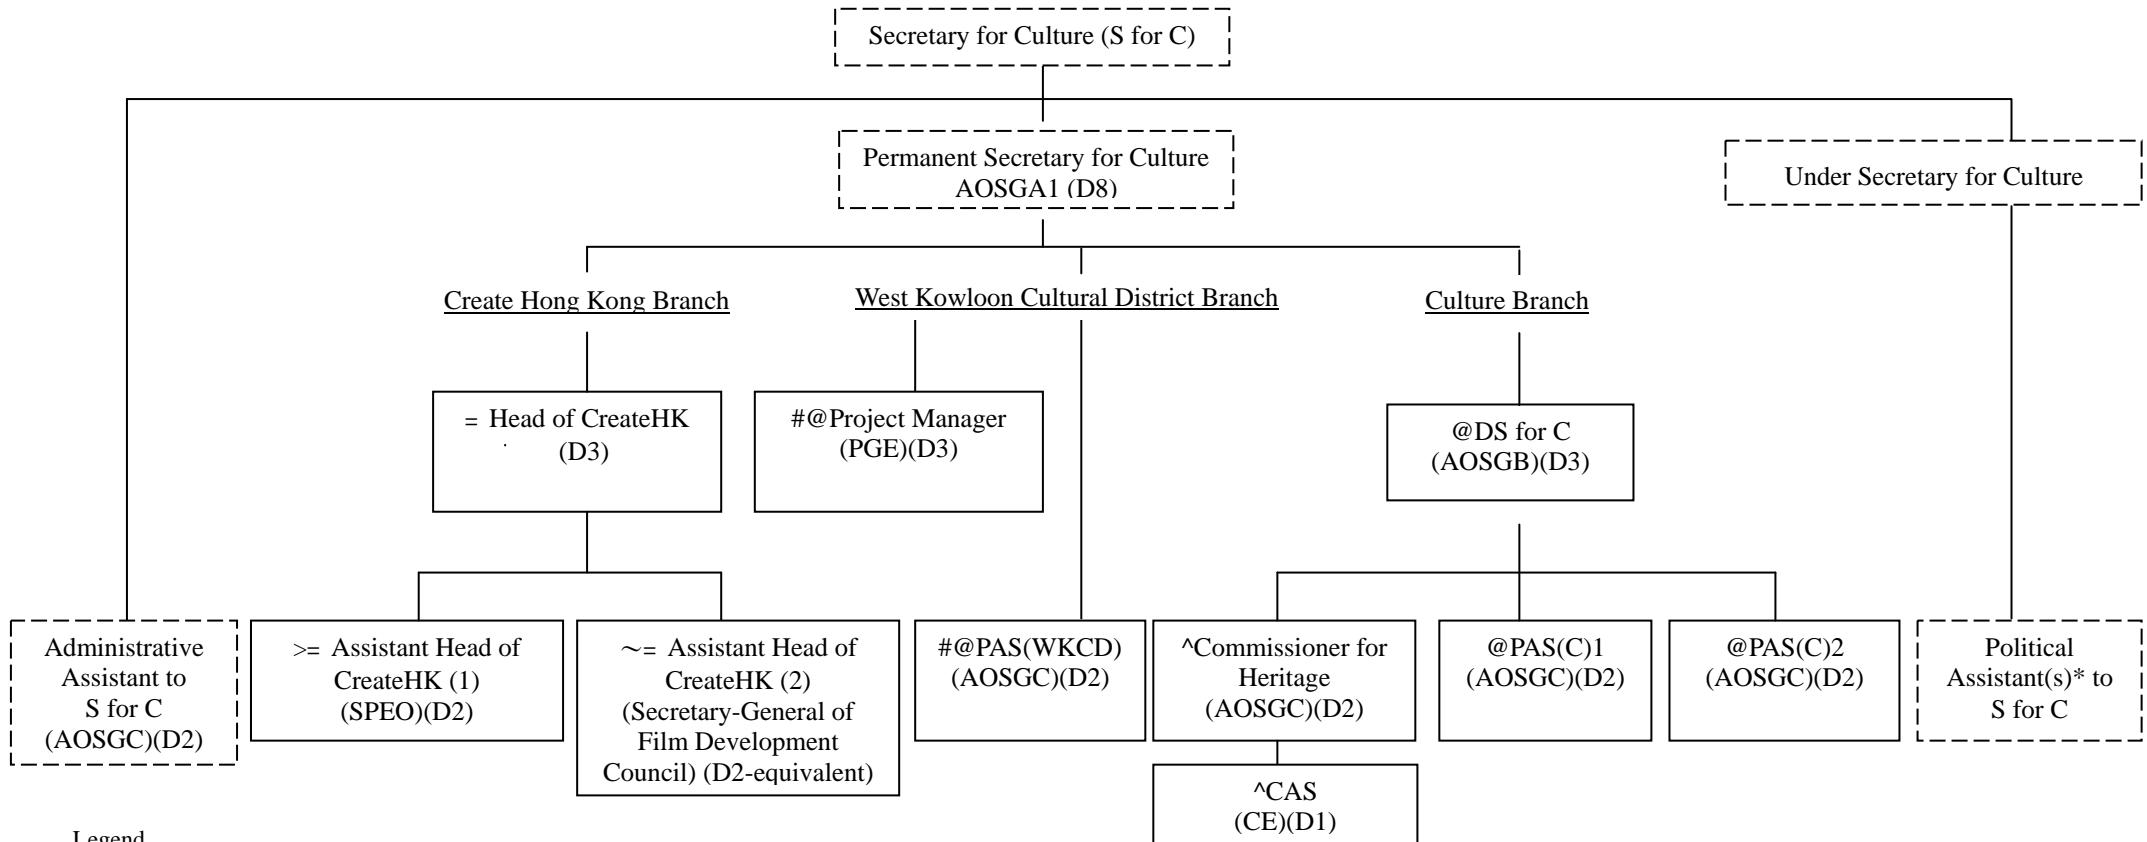 Secretary for Culture (S for C)
Permanent Secretary for Culture
AOSGA1 (D8)
Under Secretary for Culture
Create Hong Kong Branch
West Kowloon Cultural District Branch
Culture Branch
= Head of CreateHK
(D3)
#@Project Manager
(PGE)(D3)
@DS for C
(AOSGB)(D3)
Administrative
Assistant to
S for C
(AOSGC)(D2)
>= Assistant Head of
CreateHK (1)
(SPEO)(D2)
~= Assistant Head of
CreateHK (2)
(Secretary-General of
Film Development
Council) (D2-equivalent)
#@PAS(WKCD)
(AOSGC)(D2)
^Commissioner for
Heritage
(AOSGC)(D2)
@PAS(C)1
(AOSGC)(D2)
@PAS(C)2
(AOSGC)(D2)
Political
Assistant(s)* to
S for C
^CAS
(CE)(D1)
Legend